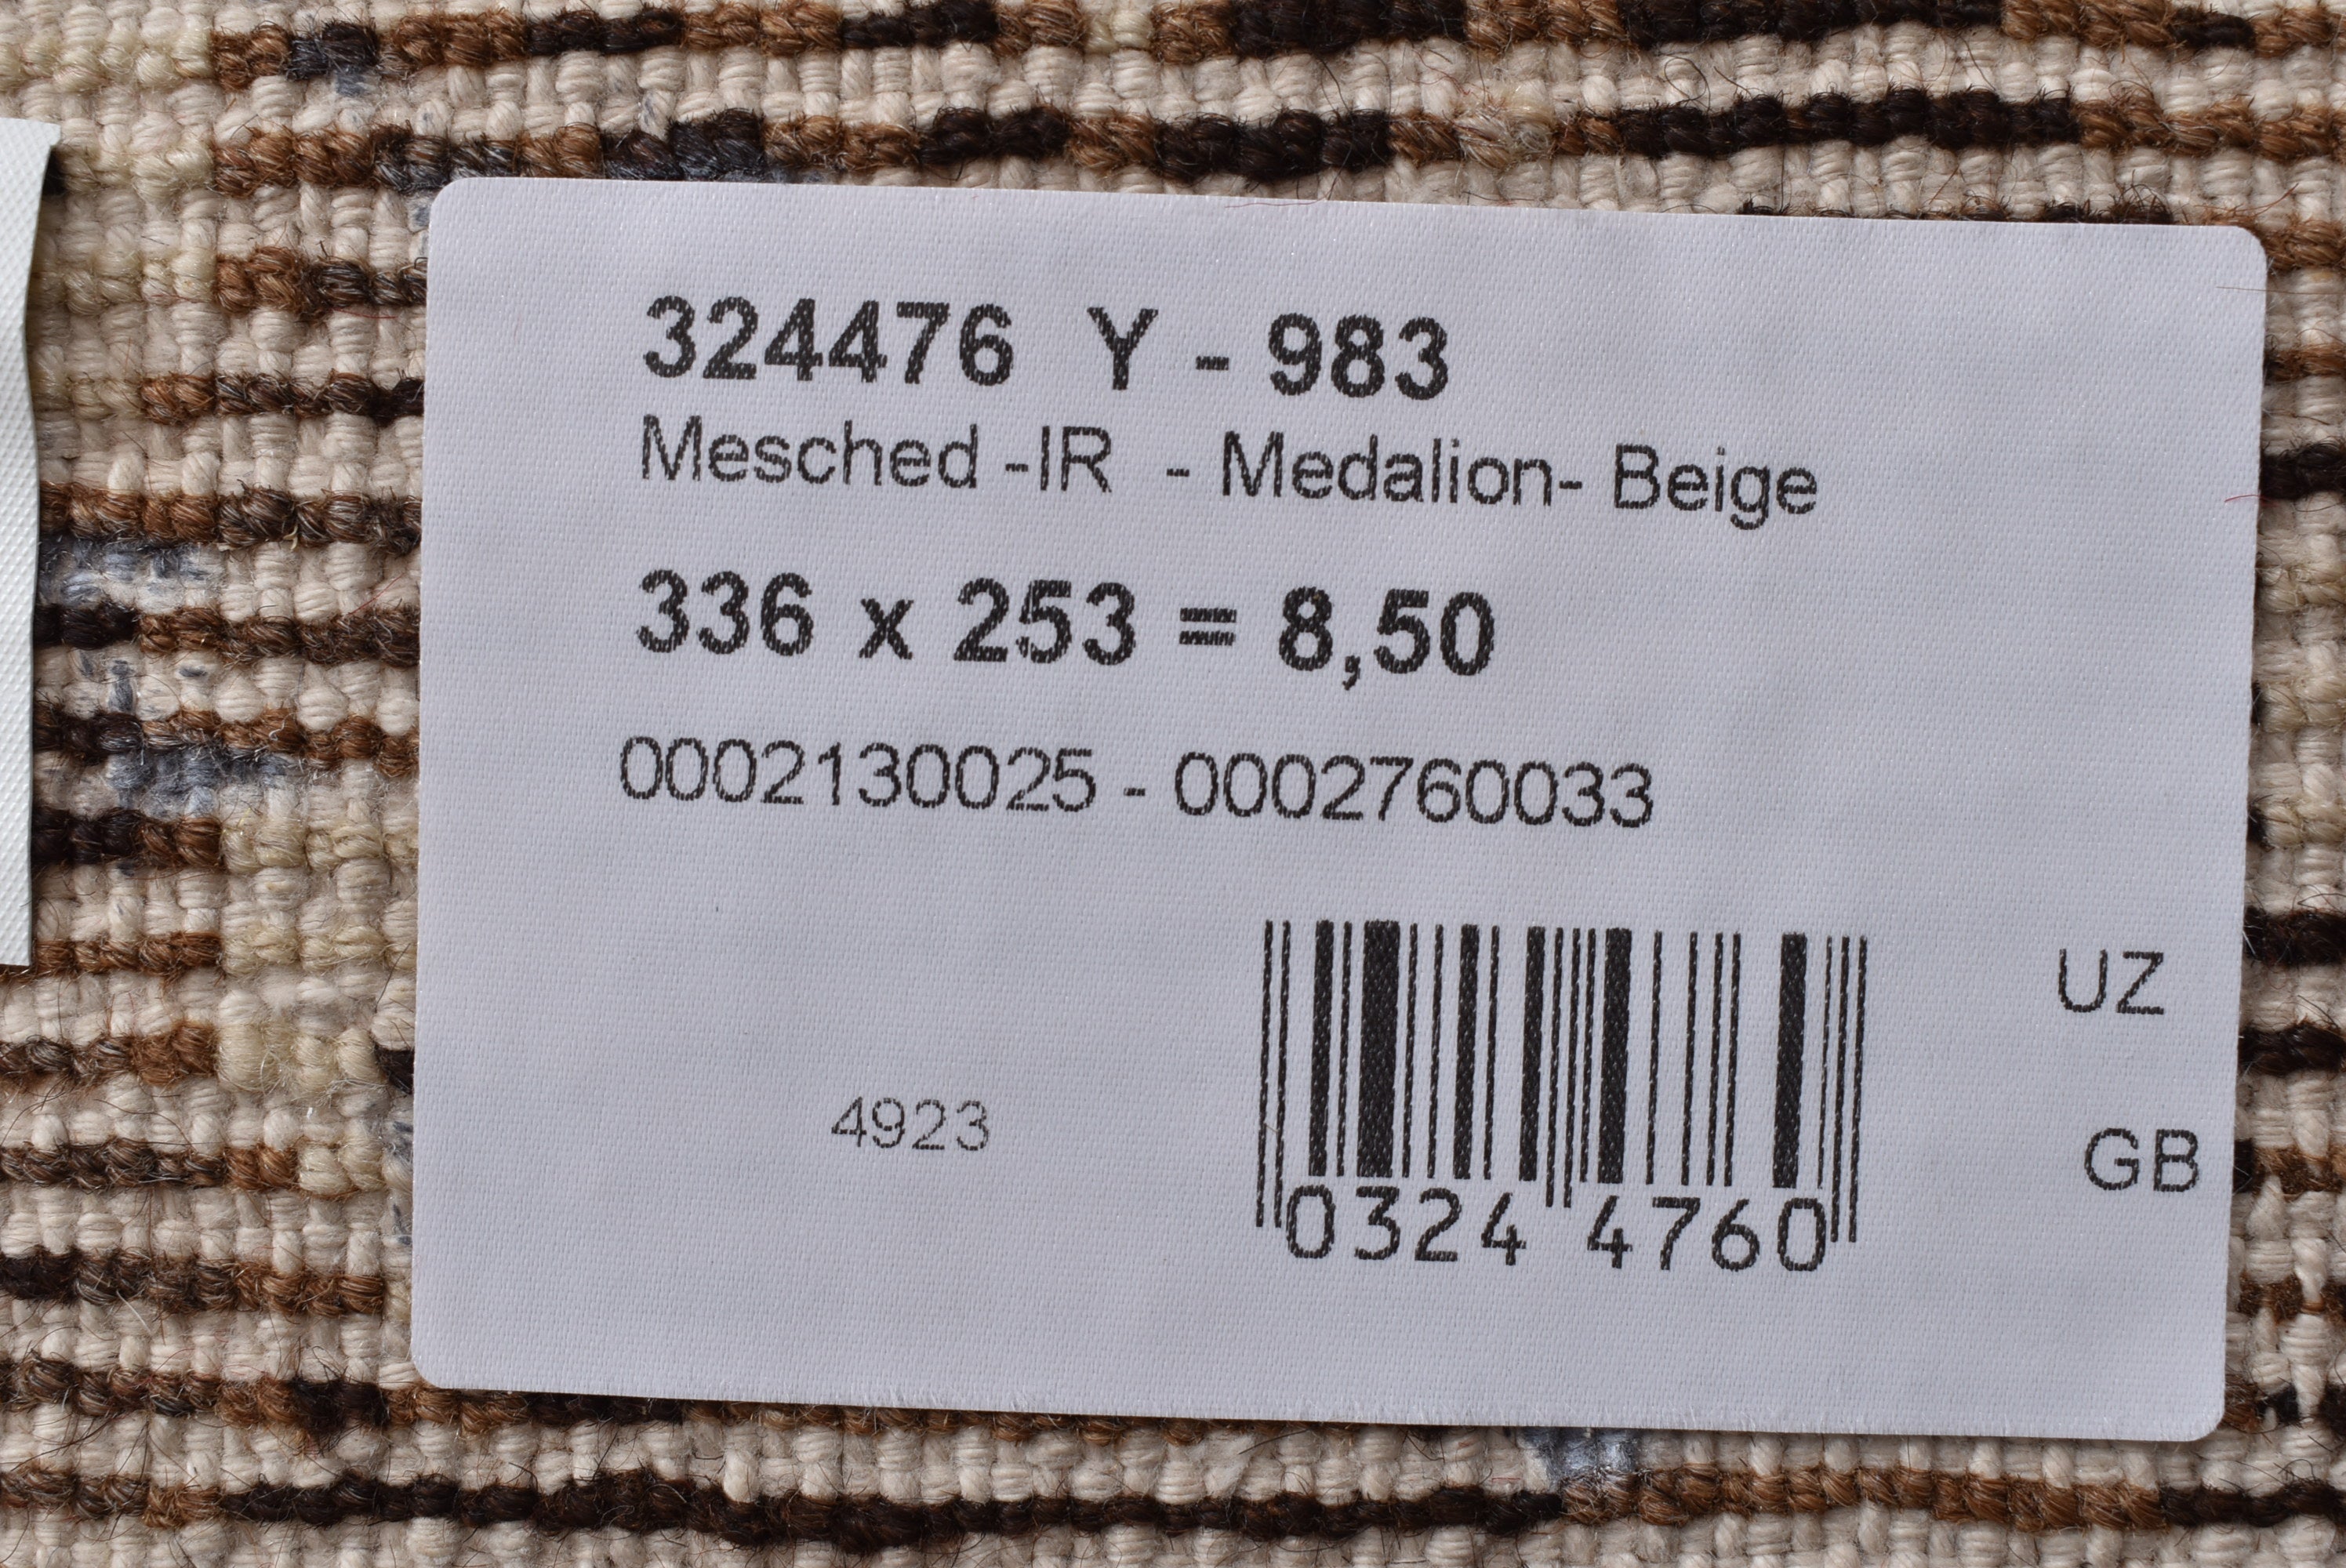 324476 Y - 983
Mesched -IR - Medalion- Beige
336 x 253 = 8,50
0002130025 - 0002760033
UZ
4923
GB
0324 4760